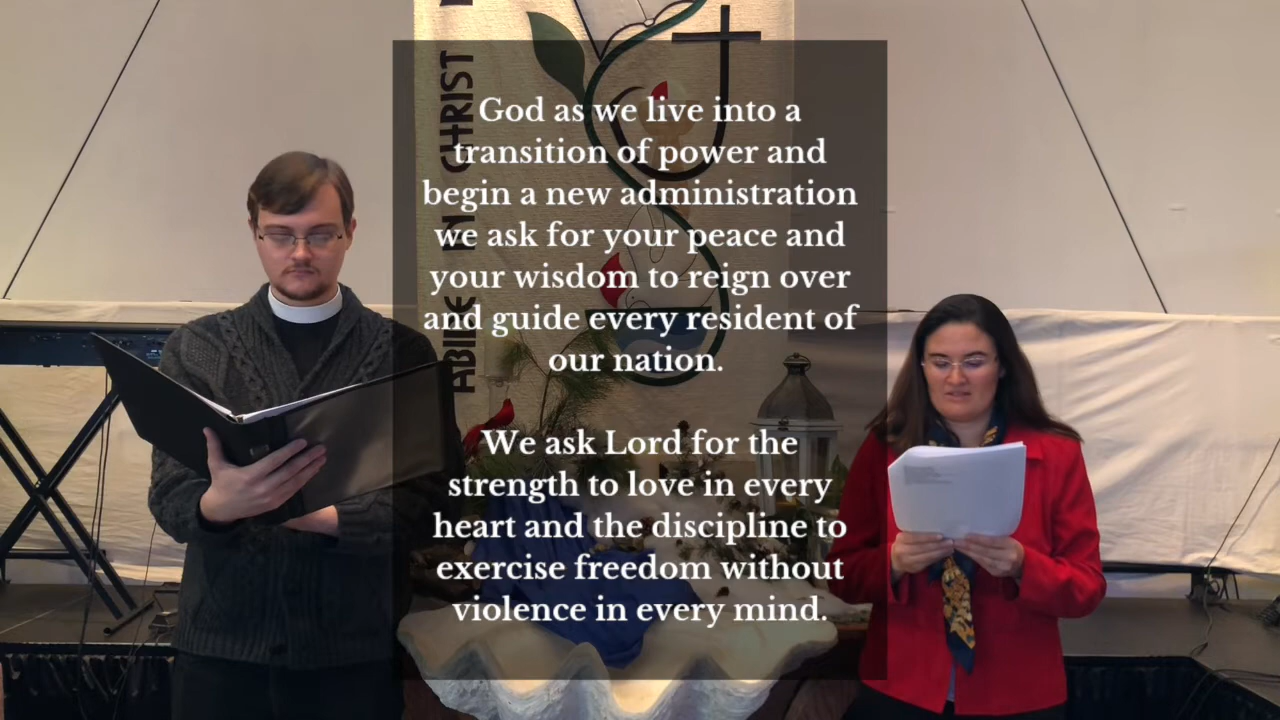 God as we live into a
transition of power and
begin a new administration
we ask for your peace and
your wisdom to reign over
and guide every resident of
our nation.
We ask Lord for the
strength to love in every
heart and the discipline to
exercise freedom without
violence in every mind.
ABIDE IN CHRIST